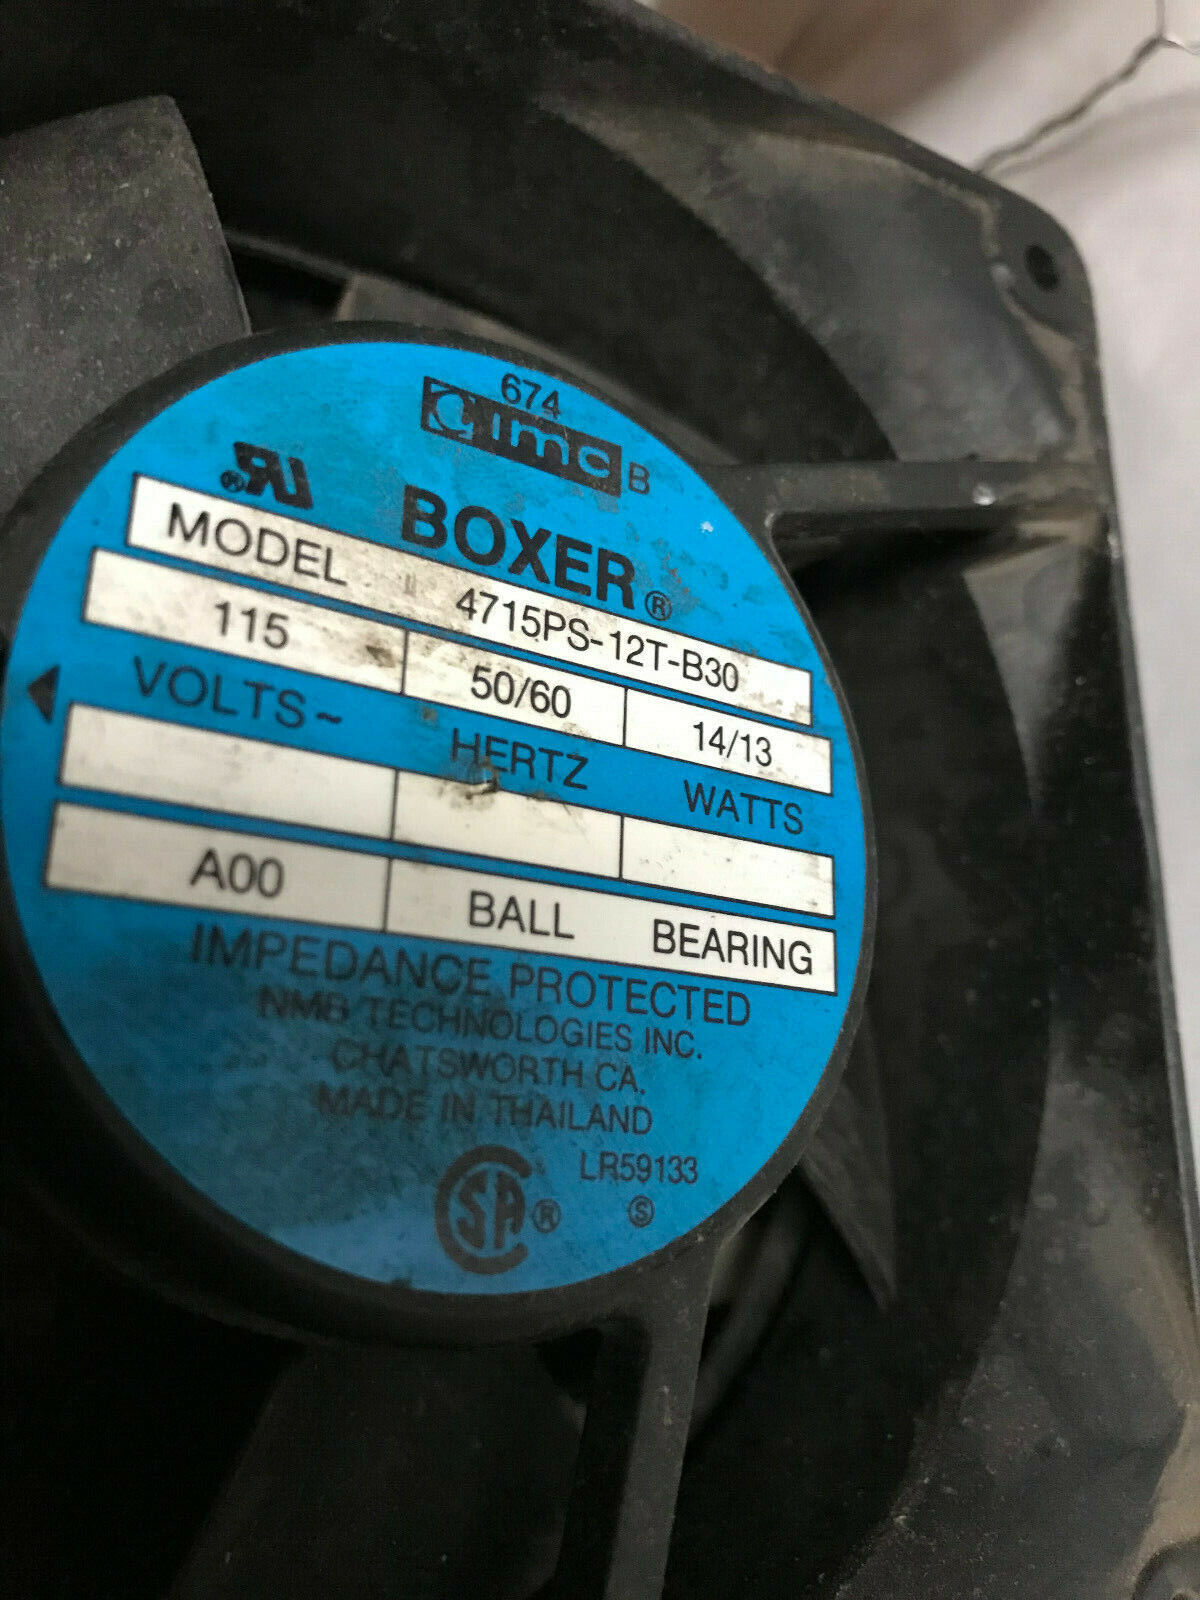 674
imc B
BOXER®
MODEL 4715PS-12T-B30
115 50/60 14/13
VOLTS~ HERTZ WATTS
A00 BALL BEARING
IMPEDANCE PROTECTED
NMB TECHNOLOGIES INC.
CHATSWORTH CA.
MADE IN THAILAND
LR59133
CSA® S